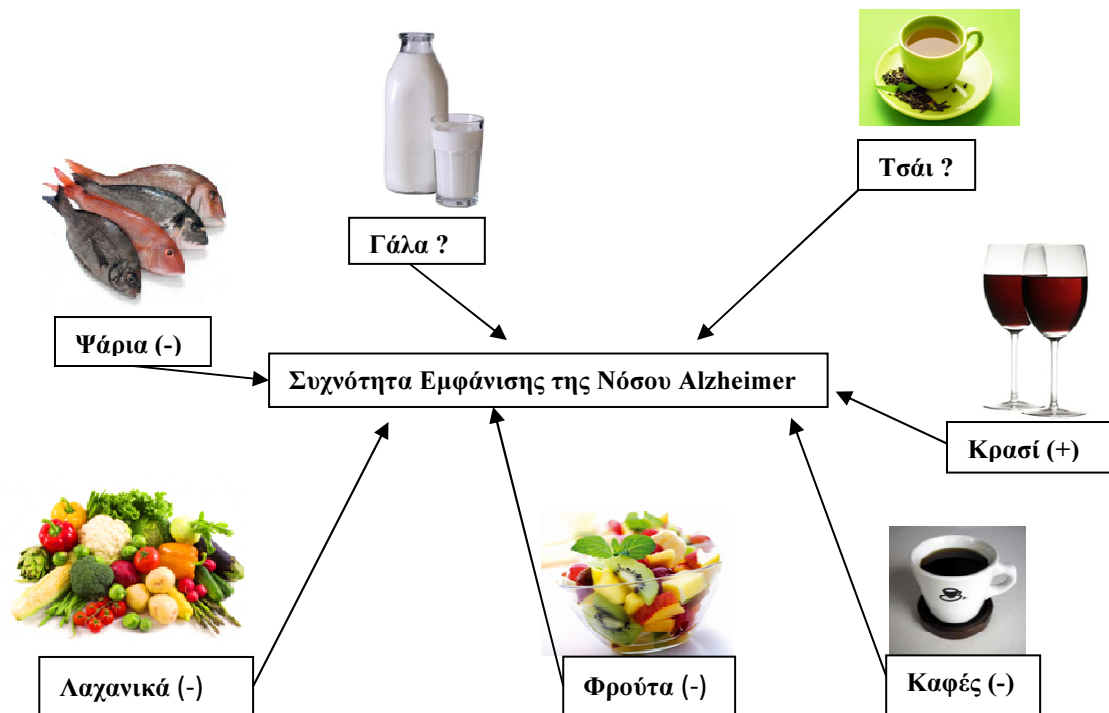 Τσάι ?
Γάλα ?
Ψάρια (-)
Συχνότητα Εμφάνισης της Νόσου Alzheimer
Κρασί (+)
Λαχανικά (-)
Φρούτα (-)
Καφές (-)